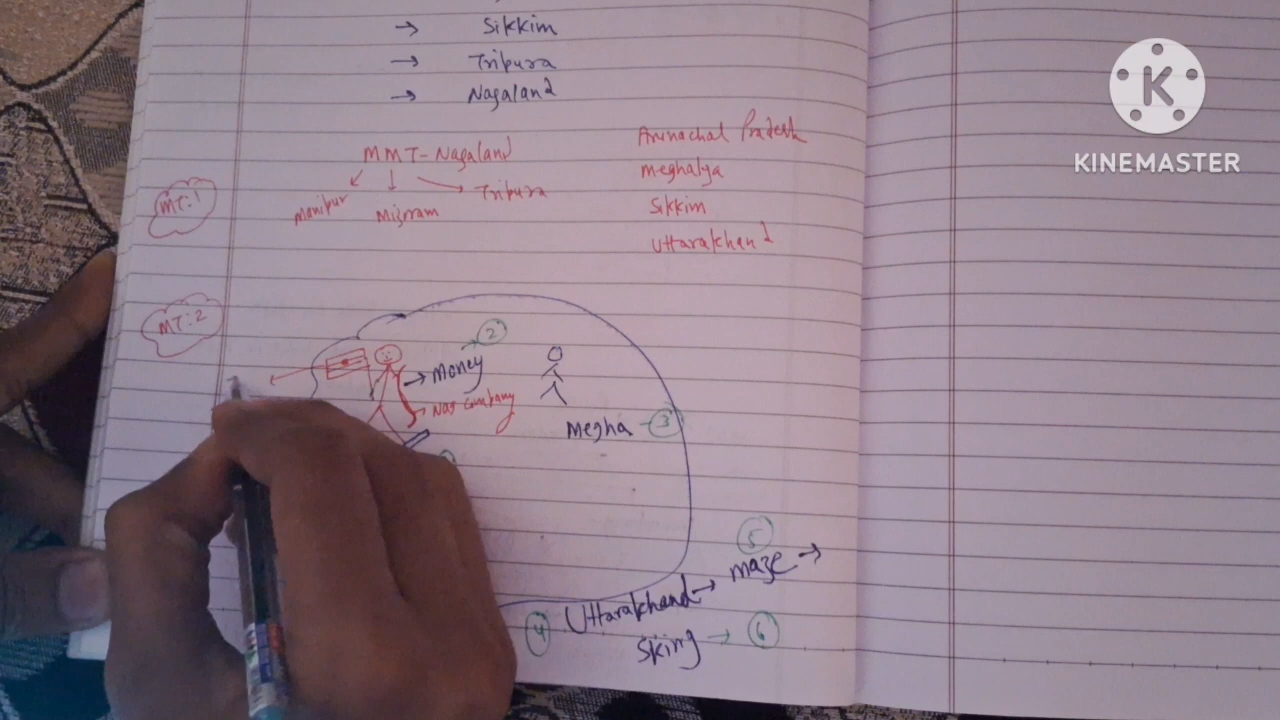 → Sikkim
→ Tripura
→ Nagaland
MMT - Nagaland
Manipur
Mizoram
Tripura
Arunachal Pradesh
Meghalya
Sikkim
Uttarakhand
MT:1
MT:2
→ Money → 2
→ Nag company
Megha - 3
4 Uttarakhand → maze → 5
Skiing → 6
K
KINEMASTER